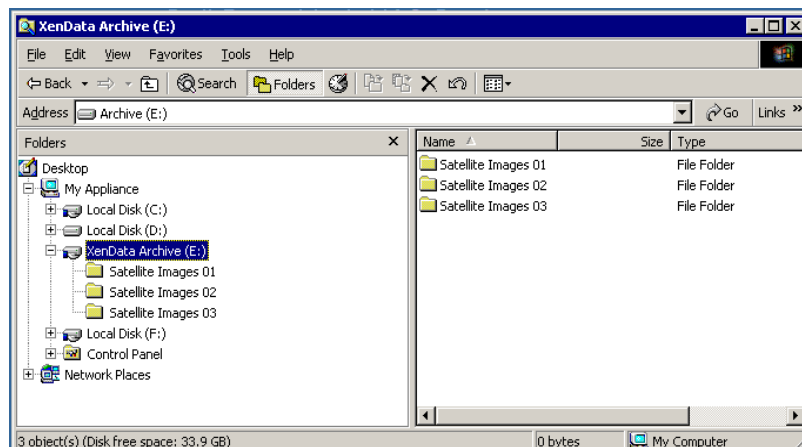 XenData Archive (E:)
File Edit View Favorites Tools Help
Back Search Folders
Address Archive (E:) Go Links »
Folders x Name Size Type
Desktop
My Appliance
Local Disk (C:)
Local Disk (D:)
XenData Archive (E:)
Satellite Images 01
Satellite Images 02
Satellite Images 03
Local Disk (F:)
Control Panel
Network Places
Satellite Images 01 File Folder
Satellite Images 02 File Folder
Satellite Images 03 File Folder
3 object(s) (Disk free space: 33.9 GB) 0 bytes My Computer